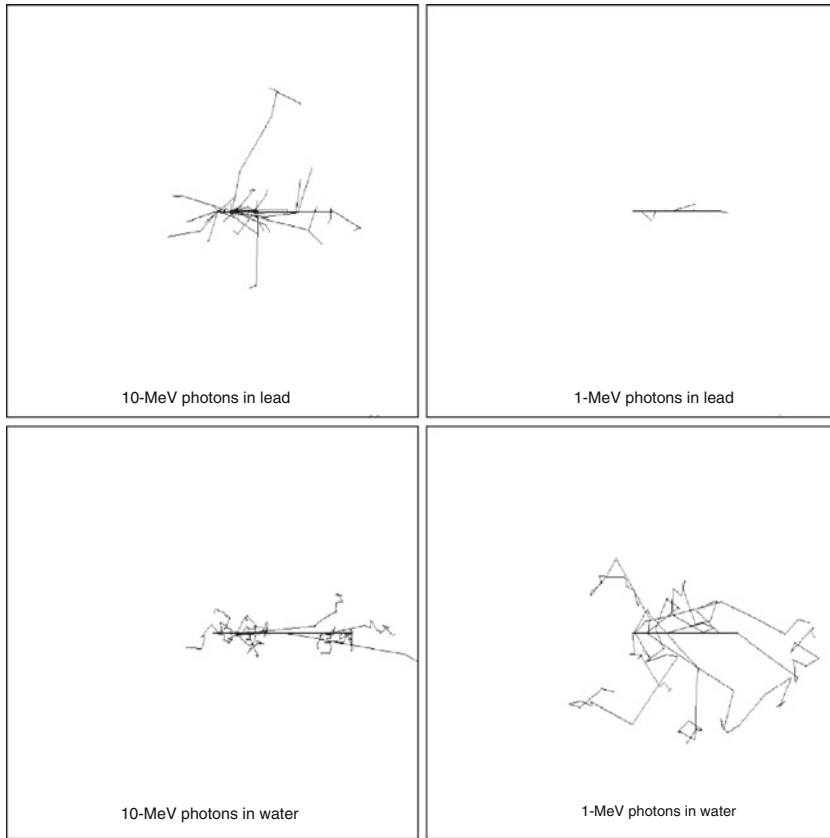 10-MeV photons in lead
1-MeV photons in lead
10-MeV photons in water
1-MeV photons in water